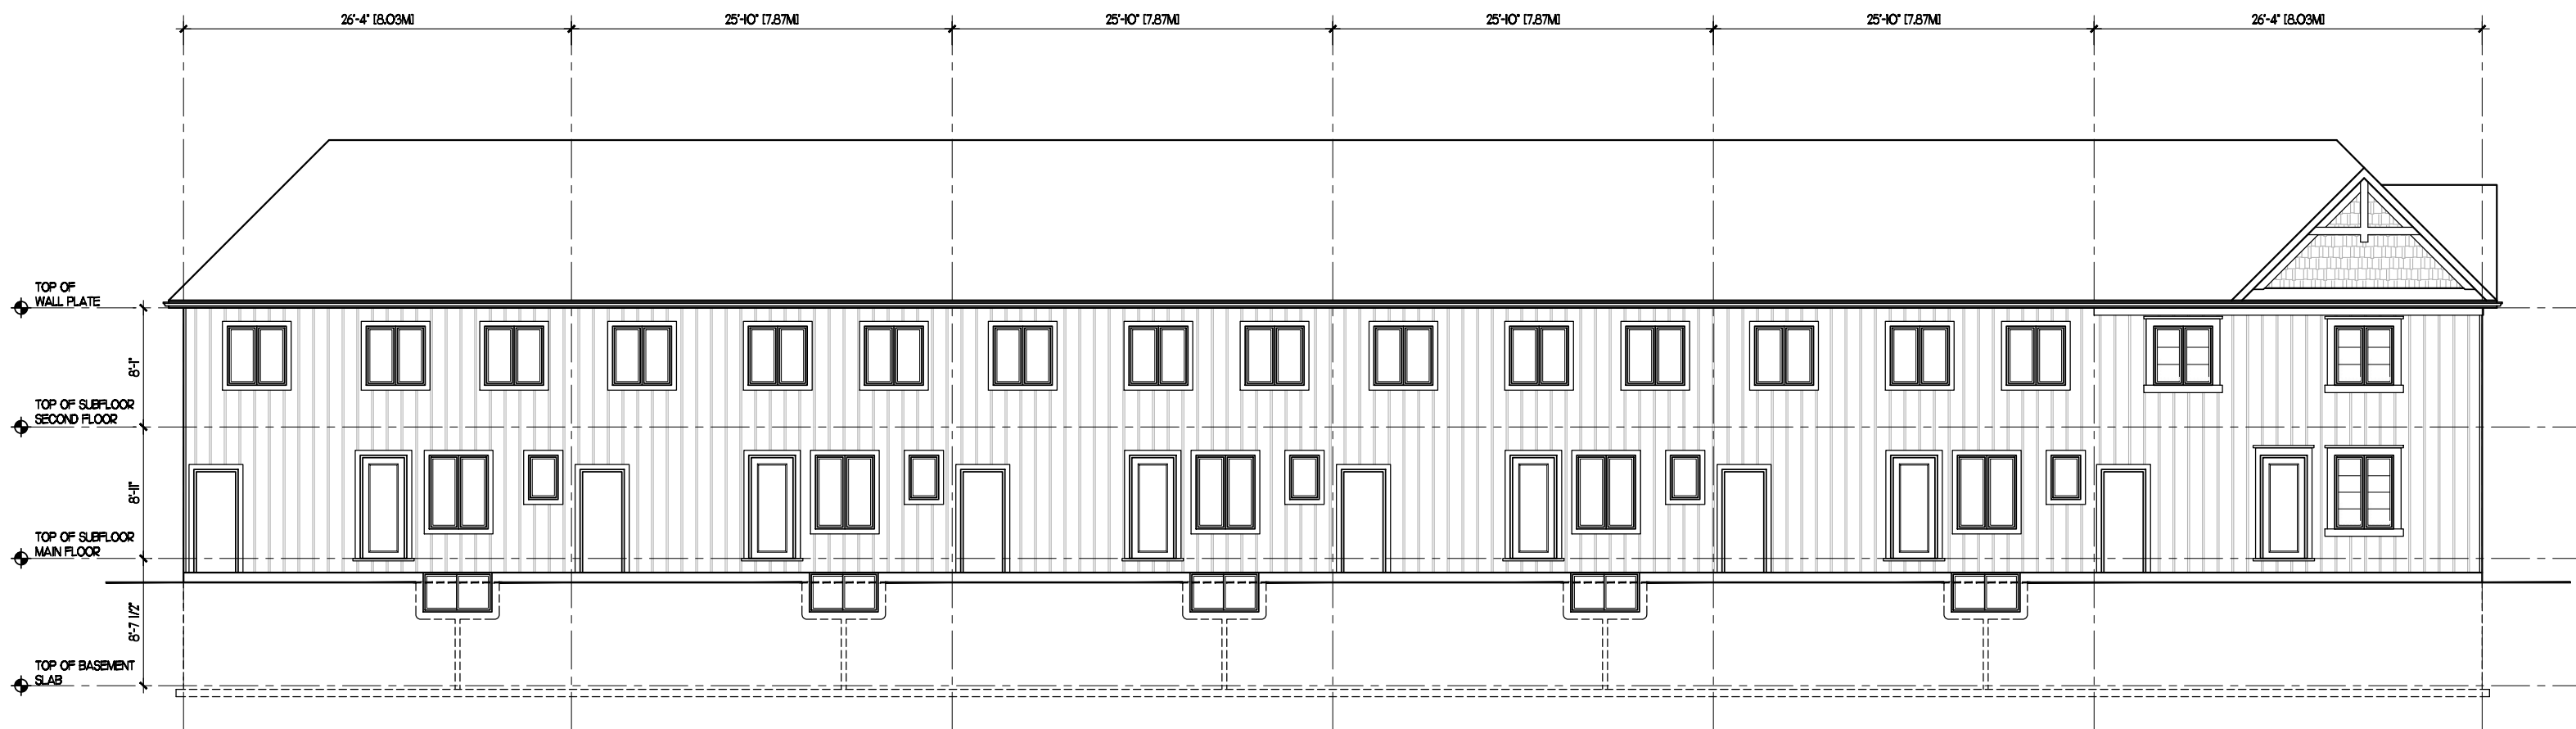 26'-4" [8.03M]
25'-10" [7.87M]
25'-10" [7.87M]
25'-10" [7.87M]
25'-10" [7.87M]
26'-4" [8.03M]
TOP OF
WALL PLATE
8'-1"
TOP OF SUBFLOOR
SECOND FLOOR
8'-11"
TOP OF SUBFLOOR
MAIN FLOOR
8'-7 1/2"
TOP OF BASEMENT
SLAB